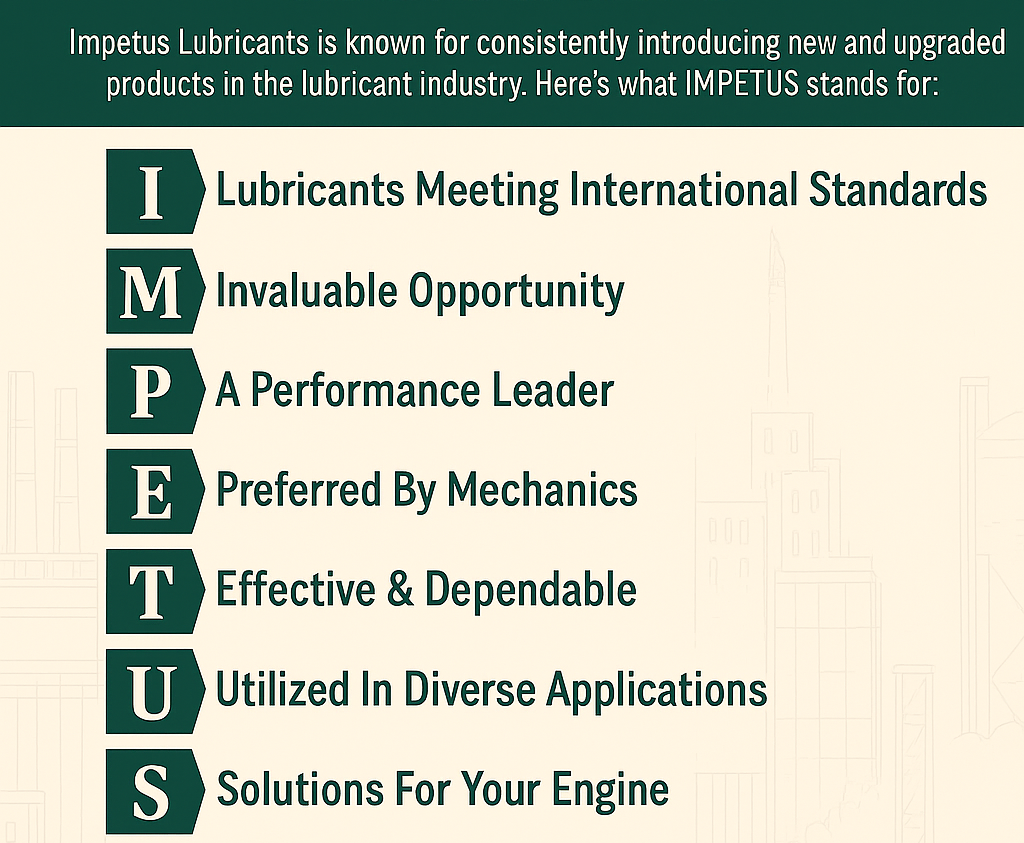 Impetus Lubricants is known for consistently introducing new and upgraded
products in the lubricant industry. Here's what IMPETUS stands for:
I Lubricants Meeting International Standards
M Invaluable Opportunity
P A Performance Leader
E Preferred By Mechanics
T Effective & Dependable
U Utilized In Diverse Applications
S Solutions For Your Engine